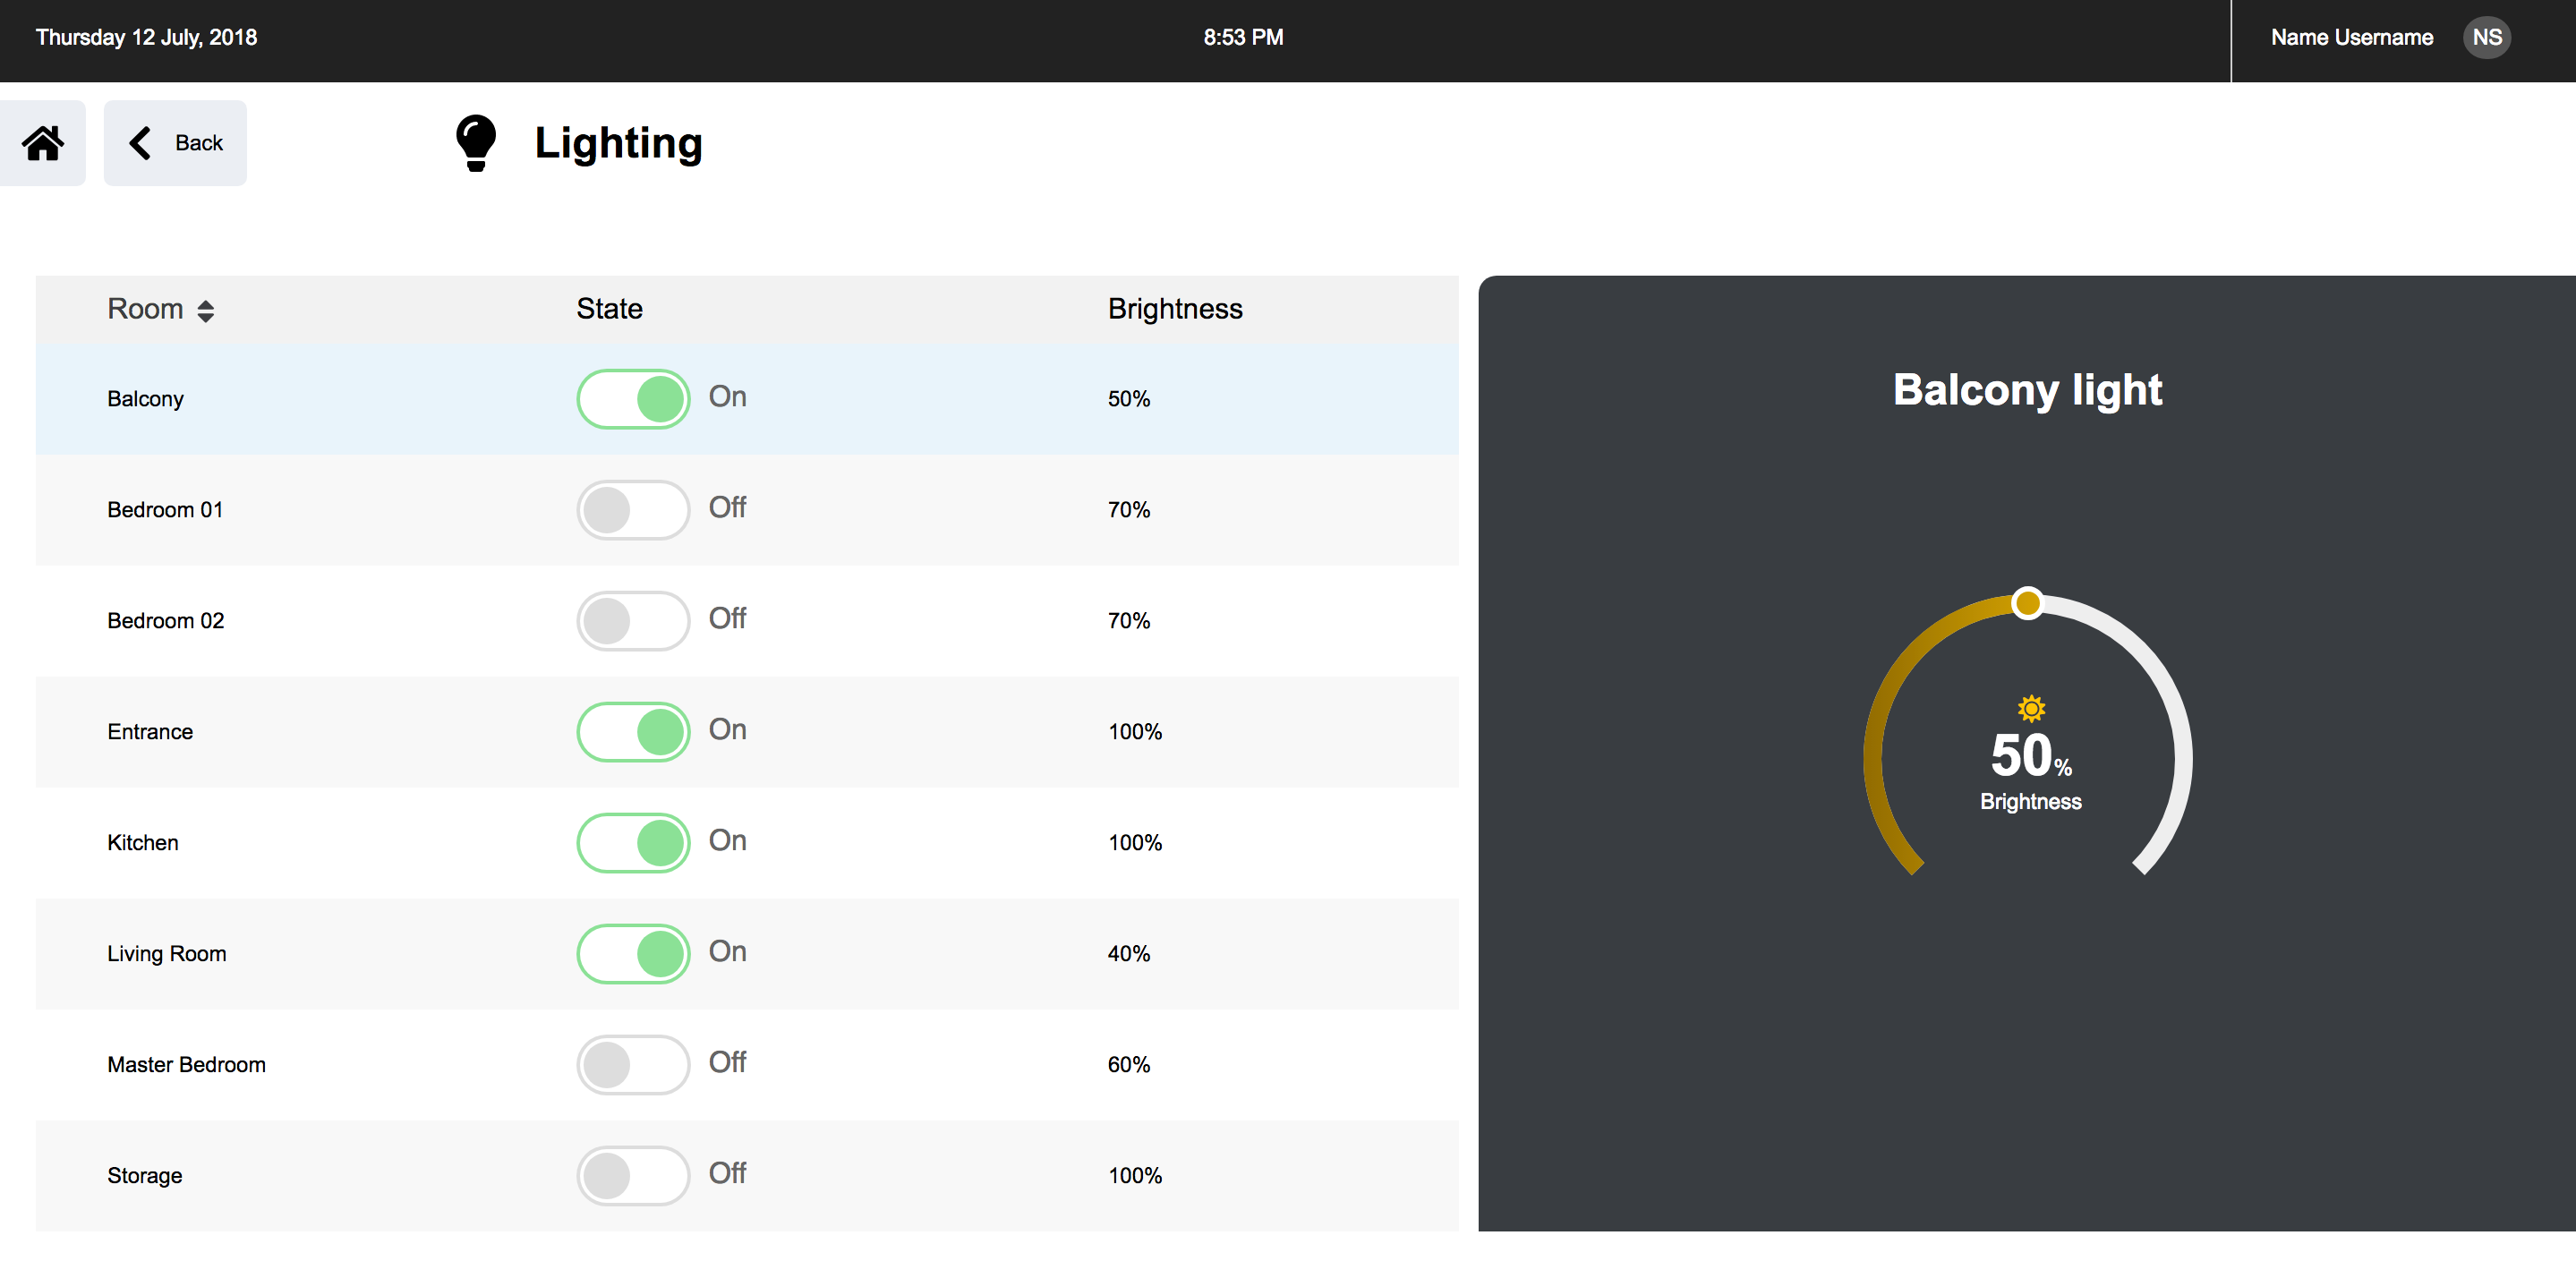 Thursday 12 July, 2018
8:53 PM
Name Username
NS
Back
Lighting
Room
State
Brightness
Balcony
On
50%
Bedroom 01
Off
70%
Bedroom 02
Off
70%
Entrance
On
100%
Kitchen
On
100%
Living Room
On
40%
Master Bedroom
Off
60%
Storage
Off
100%
Balcony light
50%
Brightness